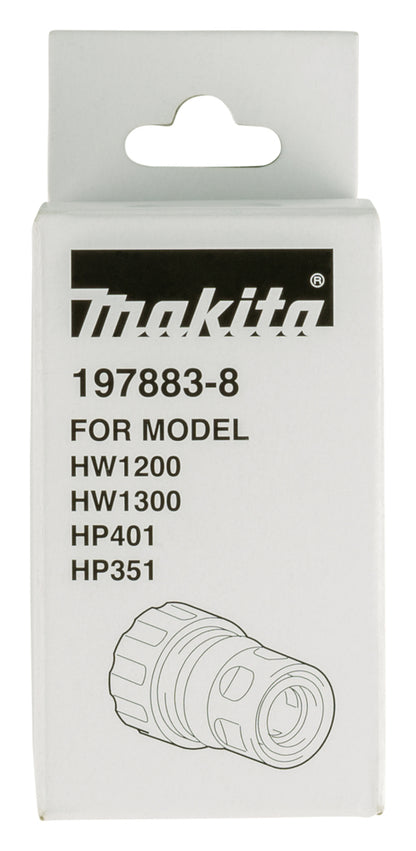 makita®
197883-8
FOR MODEL
HW1200
HW1300
HP401
HP351